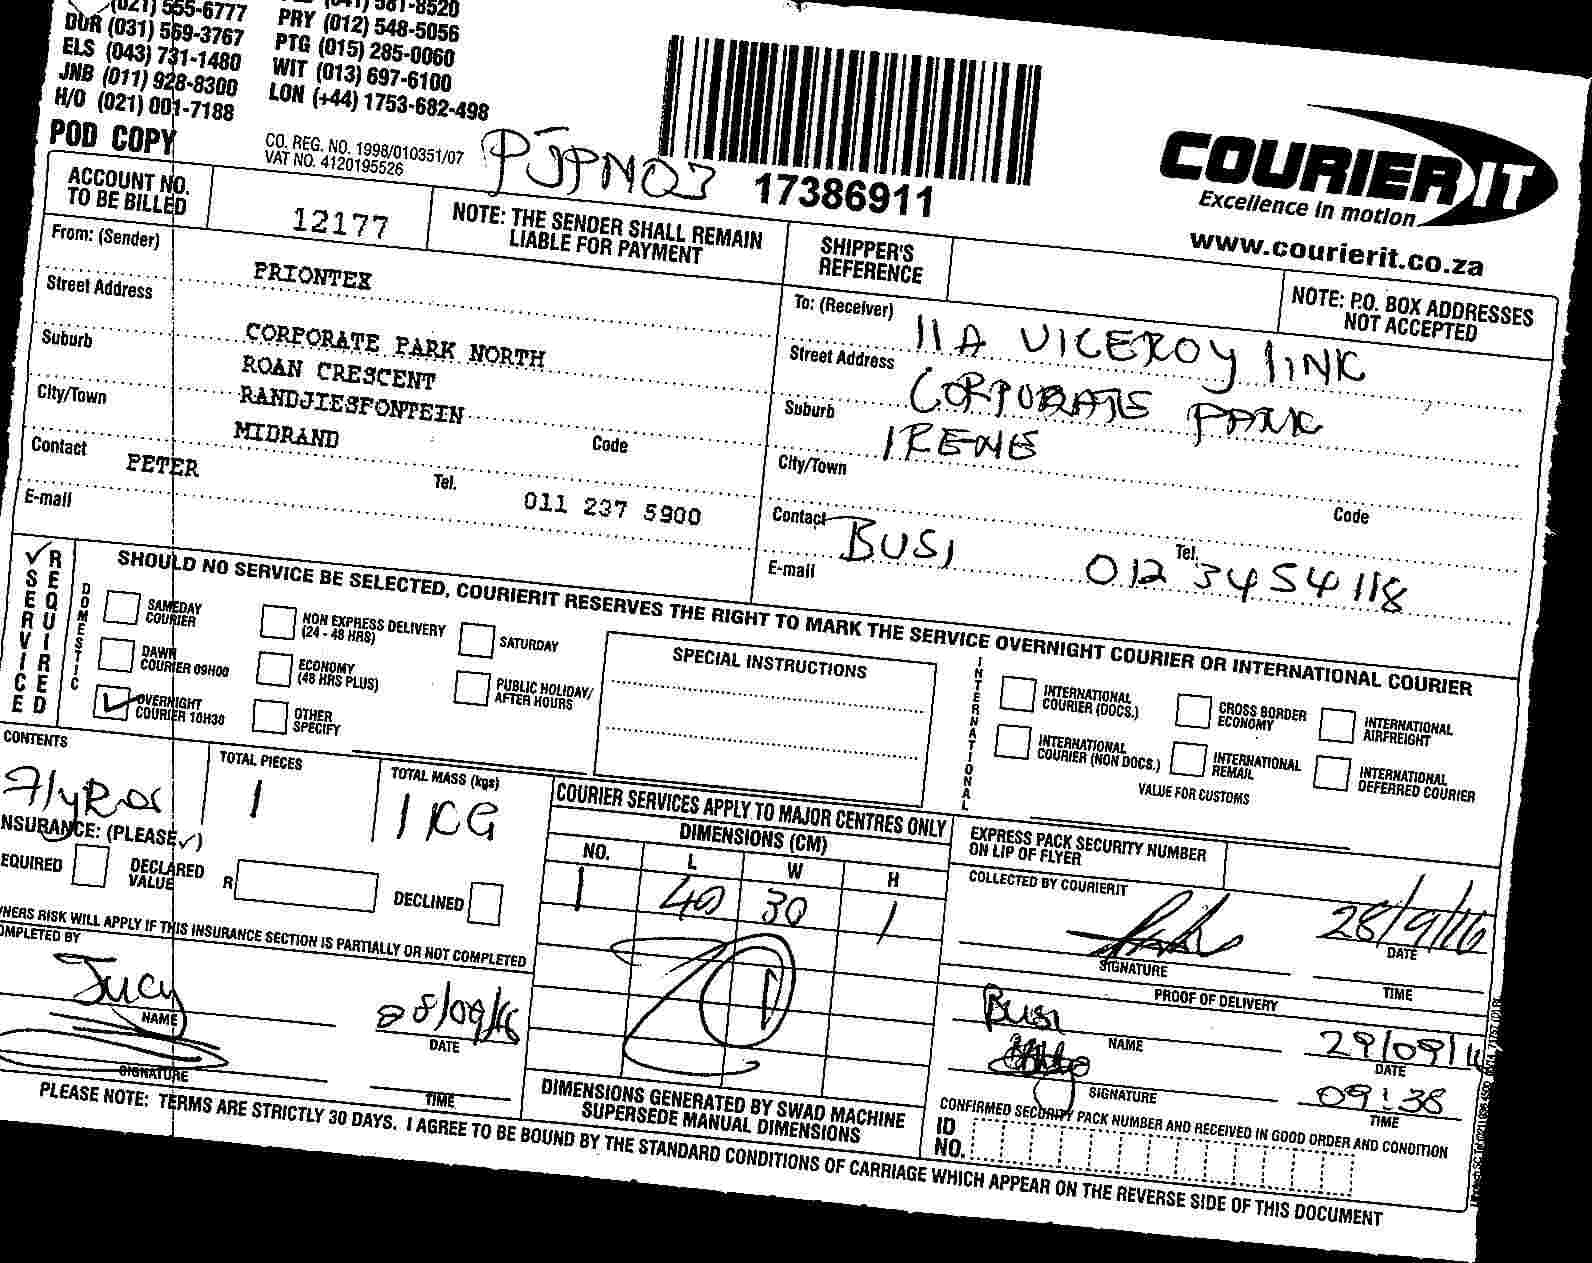 (021) 555-6777
581-8520
DUR (031) 569-3767
PRY (012) 548-5056
ELS (043) 731-1480
PTG (015) 285-0060
JNB (011) 928-8300
WIT (013) 697-6100
H/O (021) 001-7188
LON (+44) 1753-682-498
POD COPY
CO. REG. NO. 1998/010351/07
VAT NO. 4120195526
PJPNQ3
17386911
COURIER IT
Excellence in motion
www.courierit.co.za
ACCOUNT NO.
TO BE BILLED
12177
NOTE: THE SENDER SHALL REMAIN
LIABLE FOR PAYMENT
SHIPPER'S
REFERENCE
NOTE: P.O. BOX ADDRESSES
NOT ACCEPTED
From: (Sender)
PRIONTEX
Street Address
CORPORATE PARK NORTH
Suburb
ROAN CRESCENT
City/Town
RANDJIESFONTEIN
MIDRAND
Code
Contact
PETER
Tel.
011 237 5900
E-mail
To: (Receiver)
11A VICEROY LINK
Street Address
CORPORATE PARK
Suburb
IRENE
City/Town
Code
Contact
BUSI
Tel.
012 3454118
E-mail
SERVICE
REQUIRED
DOMESTIC
SHOULD NO SERVICE BE SELECTED, COURIERIT RESERVES THE RIGHT TO MARK THE SERVICE OVERNIGHT COURIER OR INTERNATIONAL COURIER
SAMEDAY
COURIER
NON EXPRESS DELIVERY
(24 - 48 HRS)
SATURDAY
DAWN
COURIER 09H00
ECONOMY
(48 HRS PLUS)
PUBLIC HOLIDAY/
AFTER HOURS
OVERNIGHT
COURIER 10H30
OTHER
SPECIFY
SPECIAL INSTRUCTIONS
INTERNATIONAL
INTERNATIONAL
COURIER (DOCS.)
CROSS BORDER
ECONOMY
INTERNATIONAL
AIRFREIGHT
INTERNATIONAL
COURIER (NON DOCS.)
INTERNATIONAL
REMAIL
INTERNATIONAL
DEFERRED COURIER
VALUE FOR CUSTOMS
CONTENTS
TOTAL PIECES
1
TOTAL MASS (kgs)
1 KG
NSURANCE: (PLEASE ✓)
EQUIRED
DECLARED
VALUE
R
DECLINED
WNERS RISK WILL APPLY IF THIS INSURANCE SECTION IS PARTIALLY OR NOT COMPLETED
OMPLETED BY
NAME
28/09/16
DATE
SIGNATURE
TIME
COURIER SERVICES APPLY TO MAJOR CENTRES ONLY
DIMENSIONS (CM)
NO. L W H
1 40 30 1
DIMENSIONS GENERATED BY SWAD MACHINE
SUPERSEDE MANUAL DIMENSIONS
EXPRESS PACK SECURITY NUMBER
ON LIP OF FLYER
COLLECTED BY COURIERIT
28/9/16
SIGNATURE
DATE
TIME
PROOF OF DELIVERY
Busi
NAME
29/09/16
DATE
SIGNATURE
09:38
TIME
CONFIRMED SECURITY PACK NUMBER AND RECEIVED IN GOOD ORDER AND CONDITION
ID
NO.
PLEASE NOTE: TERMS ARE STRICTLY 30 DAYS. I AGREE TO BE BOUND BY THE STANDARD CONDITIONS OF CARRIAGE WHICH APPEAR ON THE REVERSE SIDE OF THIS DOCUMENT